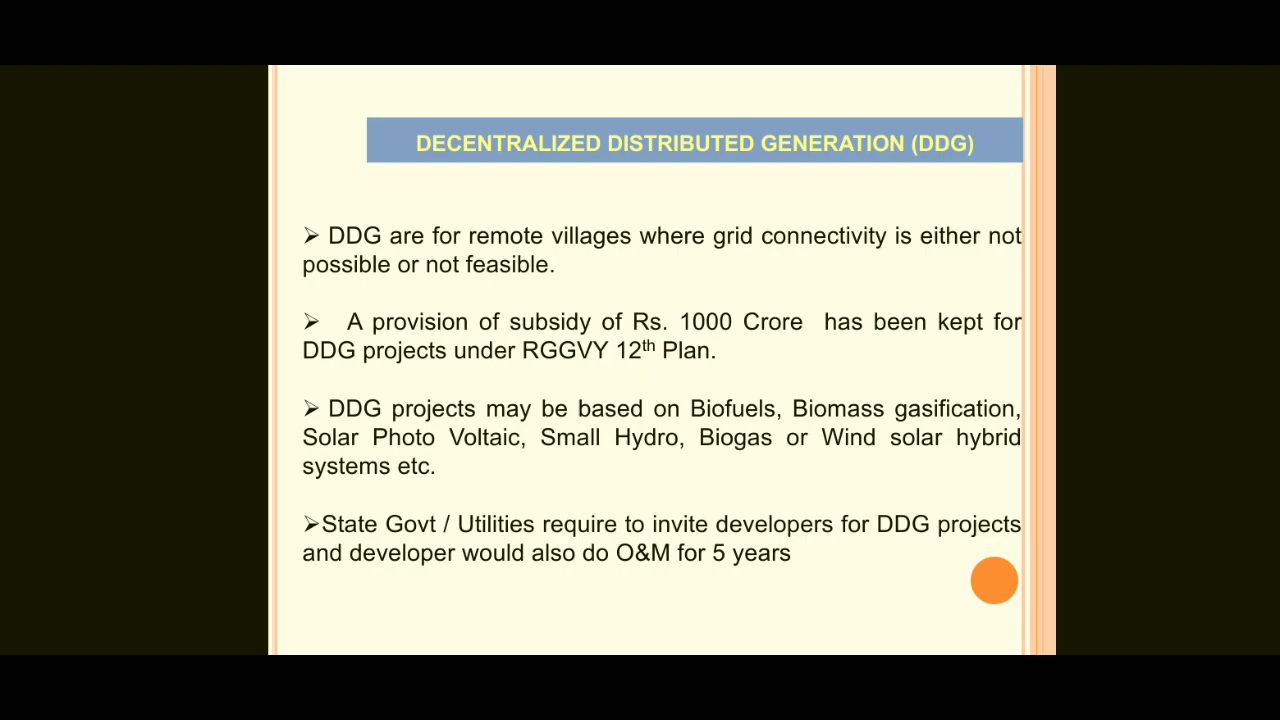 DECENTRALIZED DISTRIBUTED GENERATION (DDG)
➢ DDG are for remote villages where grid connectivity is either not
possible or not feasible.
➢ A provision of subsidy of Rs. 1000 Crore has been kept for
DDG projects under RGGVY 12th Plan.
➢ DDG projects may be based on Biofuels, Biomass gasification,
Solar Photo Voltaic, Small Hydro, Biogas or Wind solar hybrid
systems etc.
➢State Govt / Utilities require to invite developers for DDG projects
and developer would also do O&M for 5 years